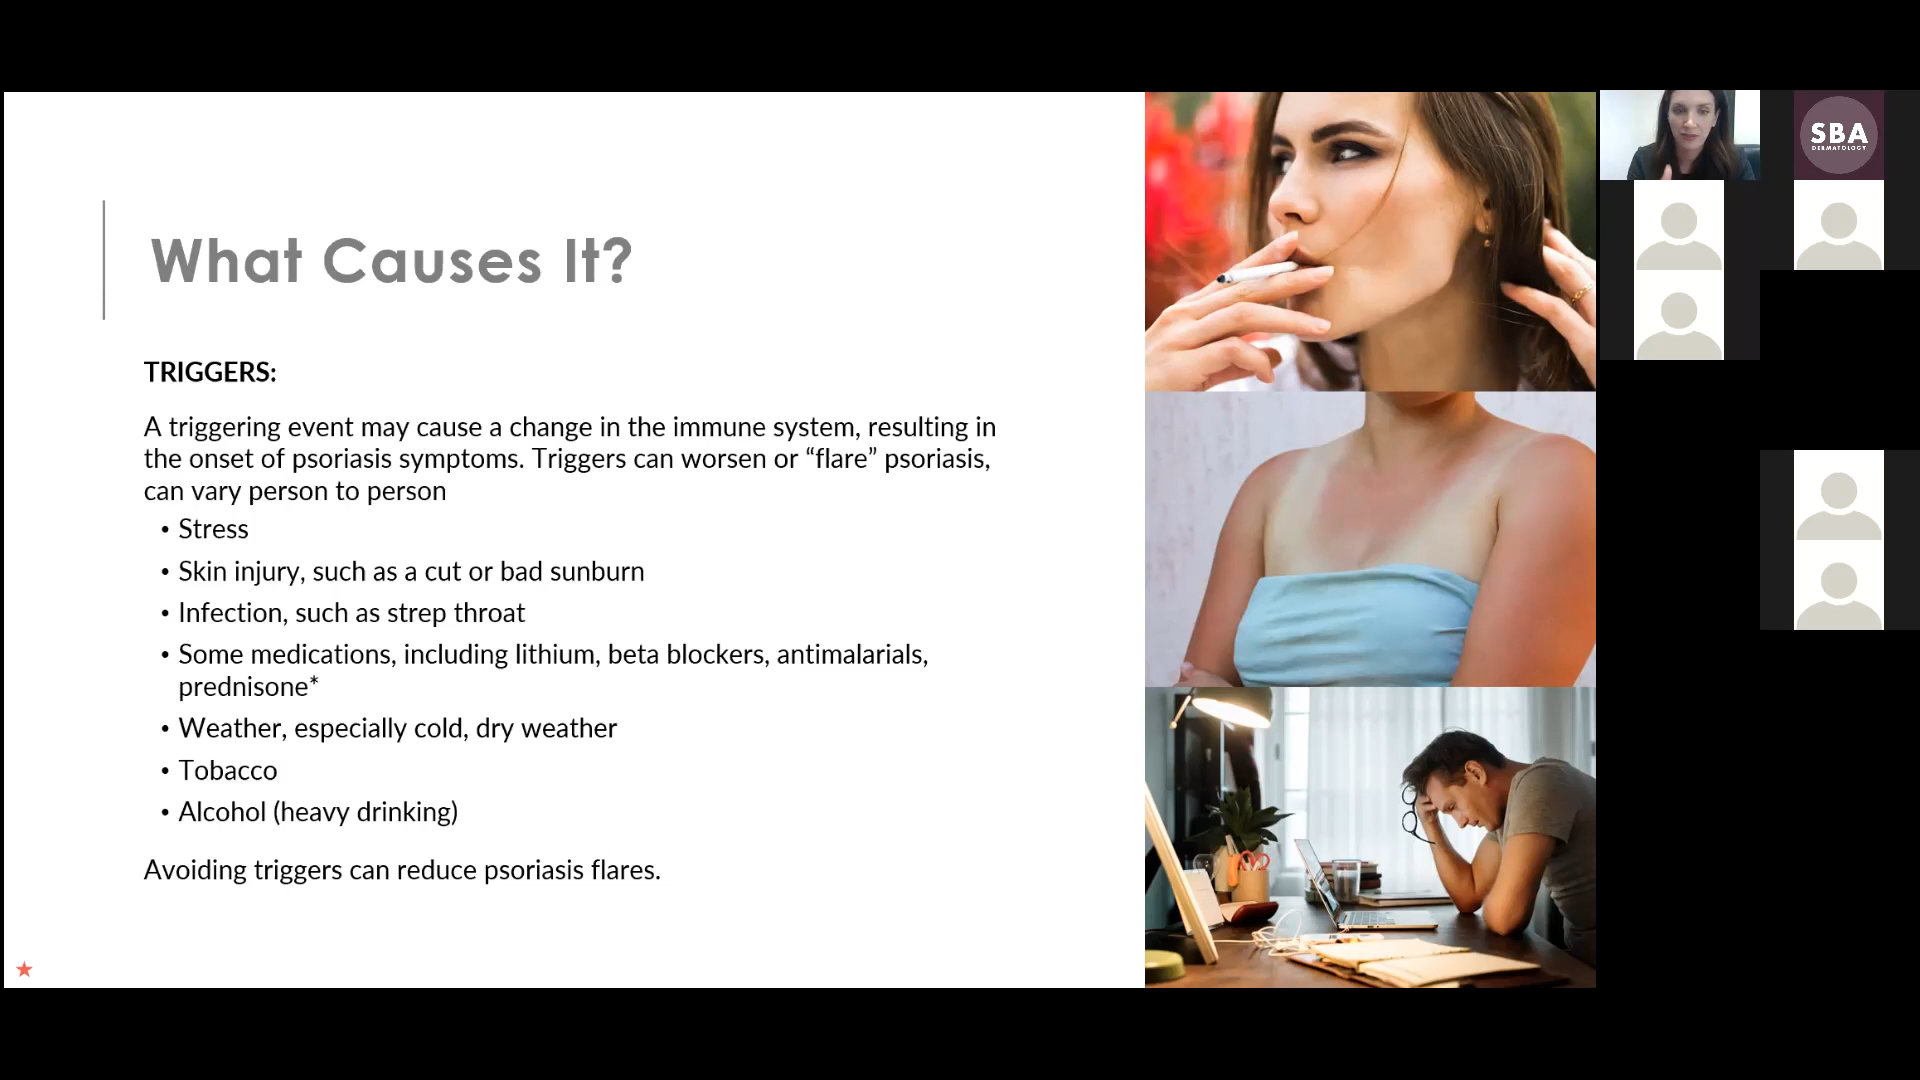 What Causes It?
TRIGGERS:
A triggering event may cause a change in the immune system, resulting in
the onset of psoriasis symptoms. Triggers can worsen or “flare” psoriasis,
can vary person to person
• Stress
• Skin injury, such as a cut or bad sunburn
• Infection, such as strep throat
• Some medications, including lithium, beta blockers, antimalarials,
prednisone*
• Weather, especially cold, dry weather
• Tobacco
• Alcohol (heavy drinking)
Avoiding triggers can reduce psoriasis flares.
SBA
DERMATOLOGY